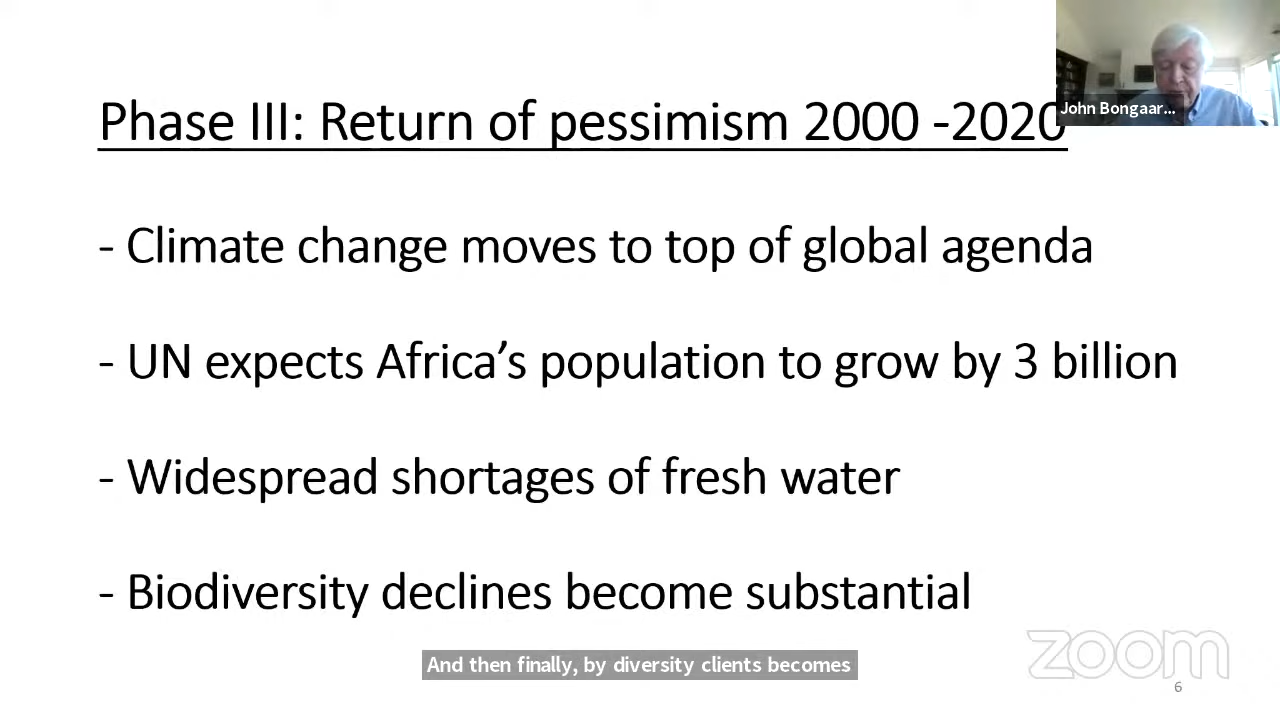 John Bongaar...
Phase III: Return of pessimism 2000 -2020
- Climate change moves to top of global agenda
- UN expects Africa’s population to grow by 3 billion
- Widespread shortages of fresh water
- Biodiversity declines become substantial
And then finally, by diversity clients becomes
zoom
6